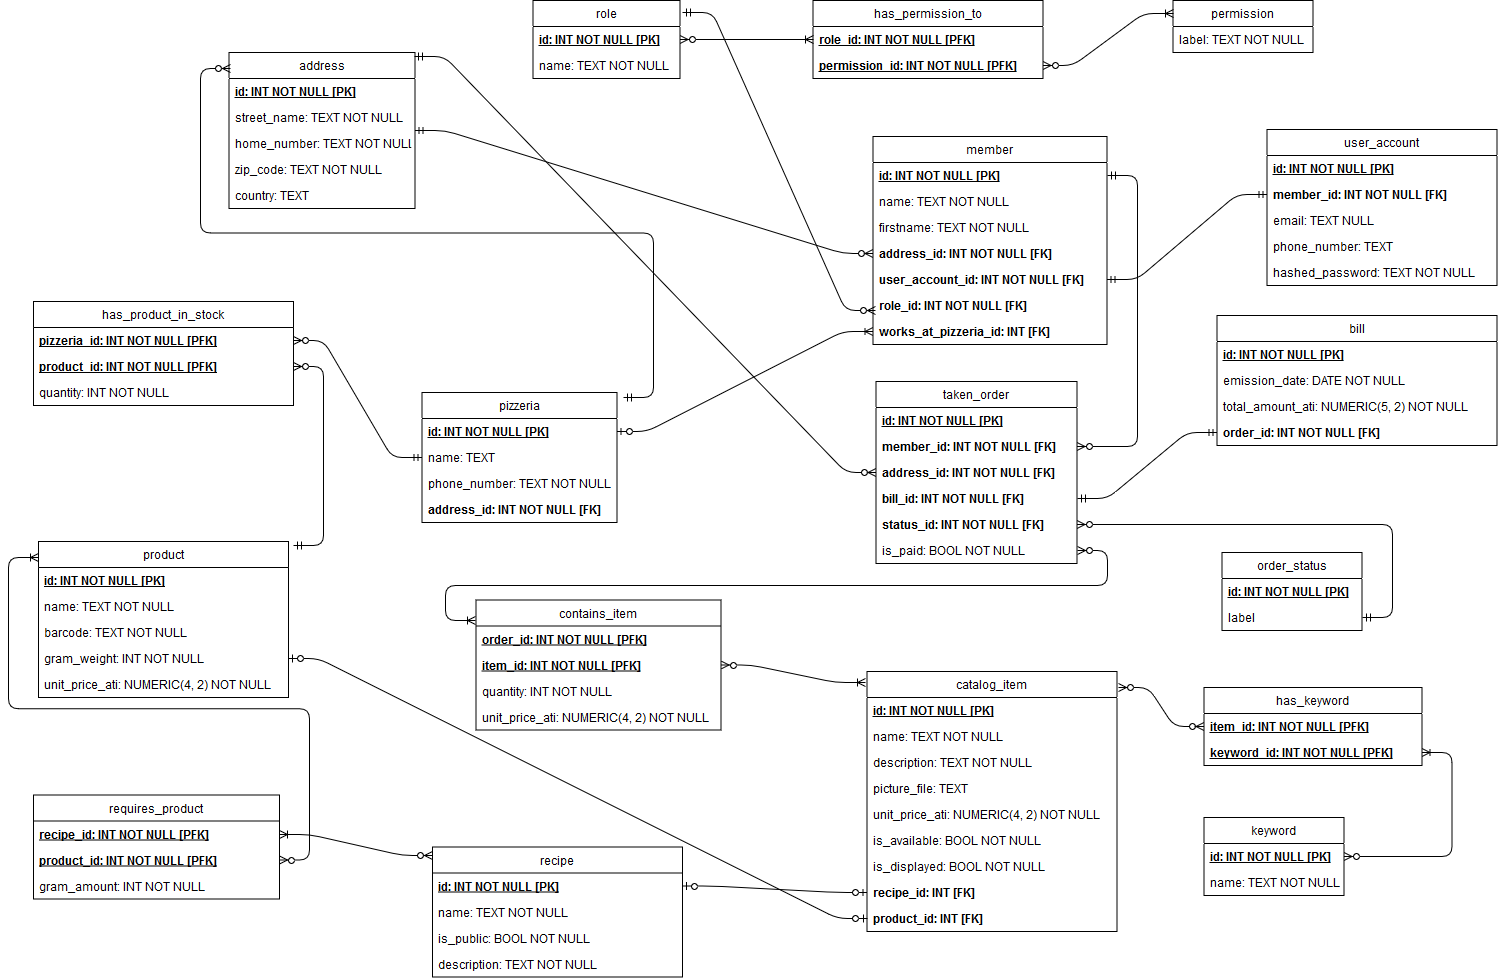 role
id: INT NOT NULL [PK]
name: TEXT NOT NULL
has_permission_to
role_id: INT NOT NULL [PFK]
permission_id: INT NOT NULL [PFK]
permission
label: TEXT NOT NULL
address
id: INT NOT NULL [PK]
street_name: TEXT NOT NULL
home_number: TEXT NOT NULL
zip_code: TEXT NOT NULL
country: TEXT
member
id: INT NOT NULL [PK]
name: TEXT NOT NULL
firstname: TEXT NOT NULL
address_id: INT NOT NULL [FK]
user_account_id: INT NOT NULL [FK]
role_id: INT NOT NULL [FK]
works_at_pizzeria_id: INT [FK]
user_account
id: INT NOT NULL [PK]
member_id: INT NOT NULL [FK]
email: TEXT NULL
phone_number: TEXT
hashed_password: TEXT NOT NULL
has_product_in_stock
pizzeria_id: INT NOT NULL [PFK]
product_id: INT NOT NULL [PFK]
quantity: INT NOT NULL
pizzeria
id: INT NOT NULL [PK]
name: TEXT
phone_number: TEXT NOT NULL
address_id: INT NOT NULL [FK]
taken_order
id: INT NOT NULL [PK]
member_id: INT NOT NULL [FK]
address_id: INT NOT NULL [FK]
bill_id: INT NOT NULL [FK]
status_id: INT NOT NULL [FK]
is_paid: BOOL NOT NULL
bill
id: INT NOT NULL [PK]
emission_date: DATE NOT NULL
total_amount_ati: NUMERIC(5, 2) NOT NULL
order_id: INT NOT NULL [FK]
order_status
id: INT NOT NULL [PK]
label
product
id: INT NOT NULL [PK]
name: TEXT NOT NULL
barcode: TEXT NOT NULL
gram_weight: INT NOT NULL
unit_price_ati: NUMERIC(4, 2) NOT NULL
contains_item
order_id: INT NOT NULL [PFK]
item_id: INT NOT NULL [PFK]
quantity: INT NOT NULL
unit_price_ati: NUMERIC(4, 2) NOT NULL
catalog_item
id: INT NOT NULL [PK]
name: TEXT NOT NULL
description: TEXT NOT NULL
picture_file: TEXT
unit_price_ati: NUMERIC(4, 2) NOT NULL
is_available: BOOL NOT NULL
is_displayed: BOOL NOT NULL
recipe_id: INT [FK]
product_id: INT [FK]
has_keyword
item_id: INT NOT NULL [PFK]
keyword_id: INT NOT NULL [PFK]
keyword
id: INT NOT NULL [PK]
name: TEXT NOT NULL
requires_product
recipe_id: INT NOT NULL [PFK]
product_id: INT NOT NULL [PFK]
gram_amount: INT NOT NULL
recipe
id: INT NOT NULL [PK]
name: TEXT NOT NULL
is_public: BOOL NOT NULL
description: TEXT NOT NULL